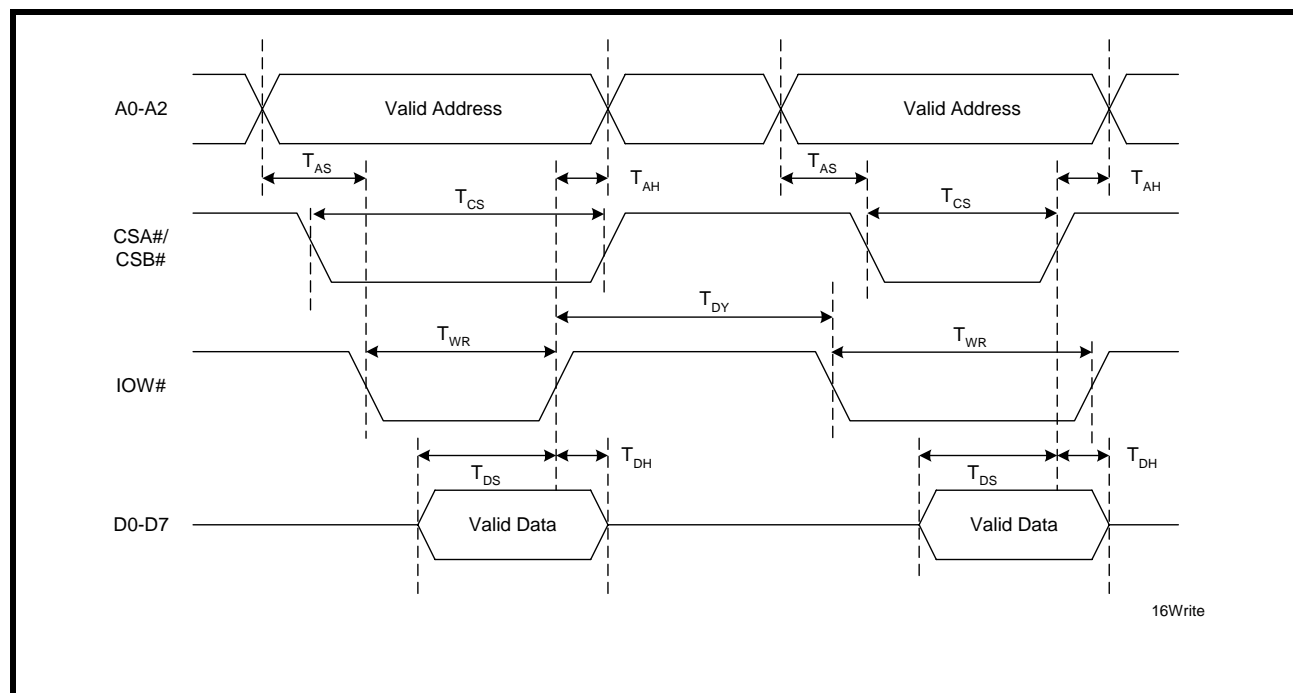 A0-A2
Valid Address
Valid Address
TAS
TAH
TAS
TAH
TCS
TCS
CSA#/
CSB#
TDY
TWR
TWR
IOW#
TDS
TDH
TDS
TDH
D0-D7
Valid Data
Valid Data
16Write